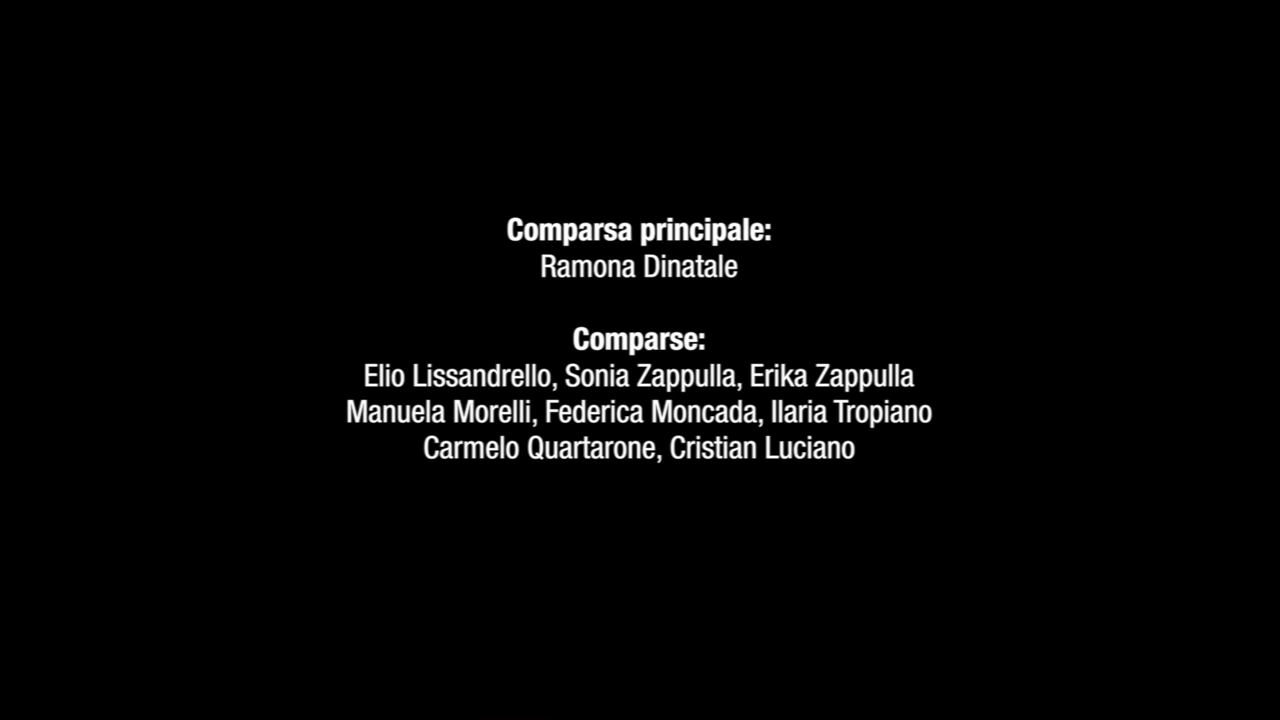 Comparsa principale:
Ramona Dinatale
Comparse:
Elio Lissandrello, Sonia Zappulla, Erika Zappulla
Manuela Morelli, Federica Moncada, Ilaria Tropiano
Carmelo Quartarone, Cristian Luciano